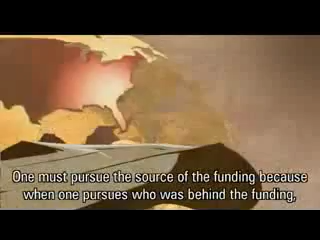 One must pursue the source of the funding because
when one pursues who was behind the funding,